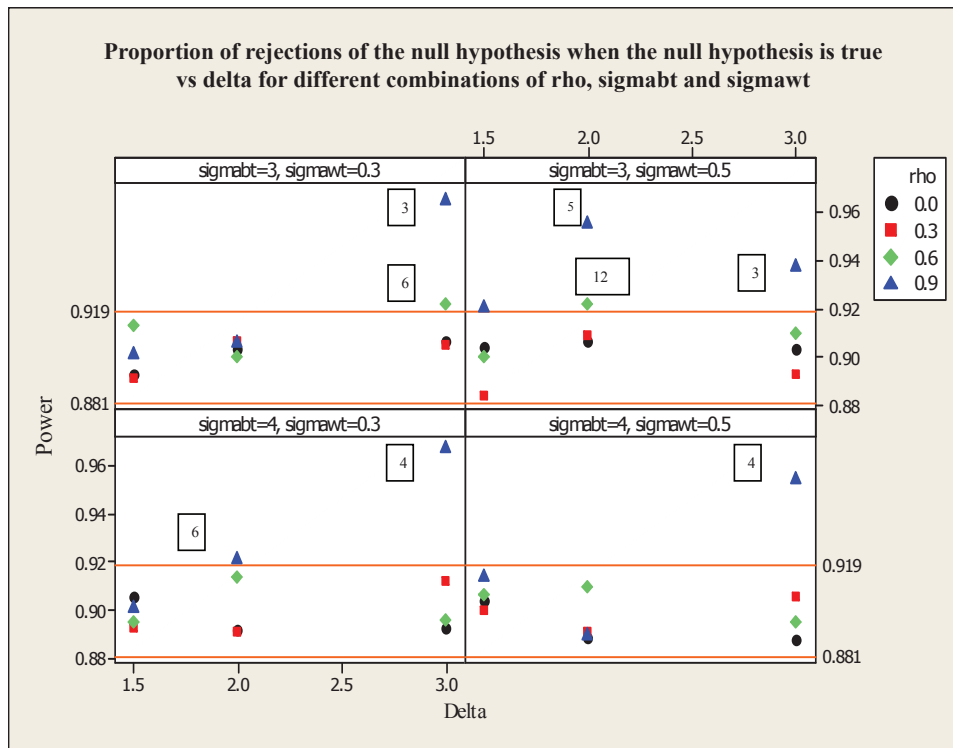 Proportion of rejections of the null hypothesis when the null hypothesis is true
vs delta for different combinations of rho, sigmabt and sigmawt
1.5 2.0 2.5 3.0
sigmabt=3, sigmawt=0.3
sigmabt=3, sigmawt=0.5
rho
0.0
0.3
0.6
0.9
3
6
5
12
3
0.919
0.881
0.96
0.94
0.92
0.90
0.88
Power
sigmabt=4, sigmawt=0.3
sigmabt=4, sigmawt=0.5
0.96
0.94
0.92
0.90
0.88
4
6
4
0.919
0.881
1.5 2.0 2.5 3.0
Delta